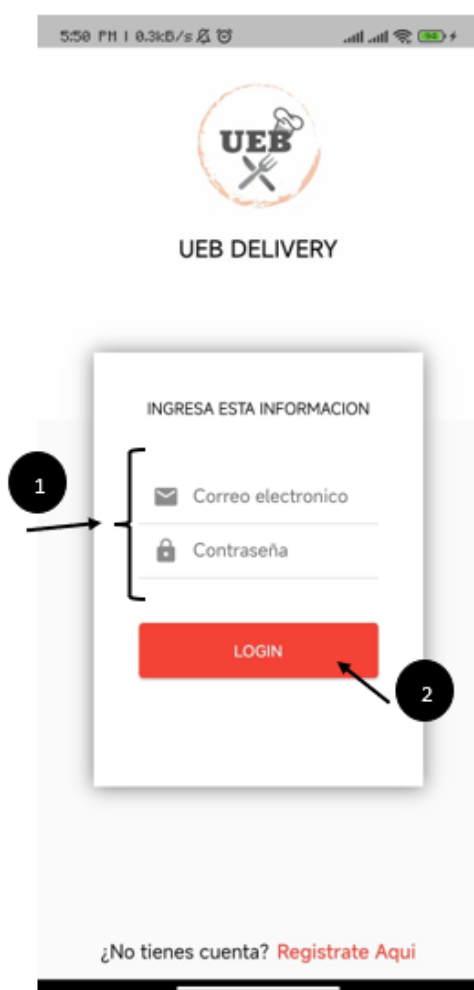 5:50 PM | 0.3kB/s
UEB
UEB DELIVERY
INGRESA ESTA INFORMACION
1
Correo electronico
Contraseña
LOGIN
2
¿No tienes cuenta? Registrate Aqui